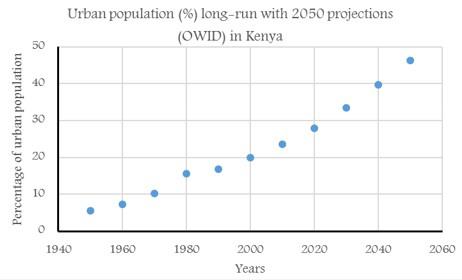 Urban population (%) long-run with 2050 projections
(OWID) in Kenya
Percentage of urban population
50
40
30
20
10
0
1940 1960 1980 2000 2020 2040 2060
Years